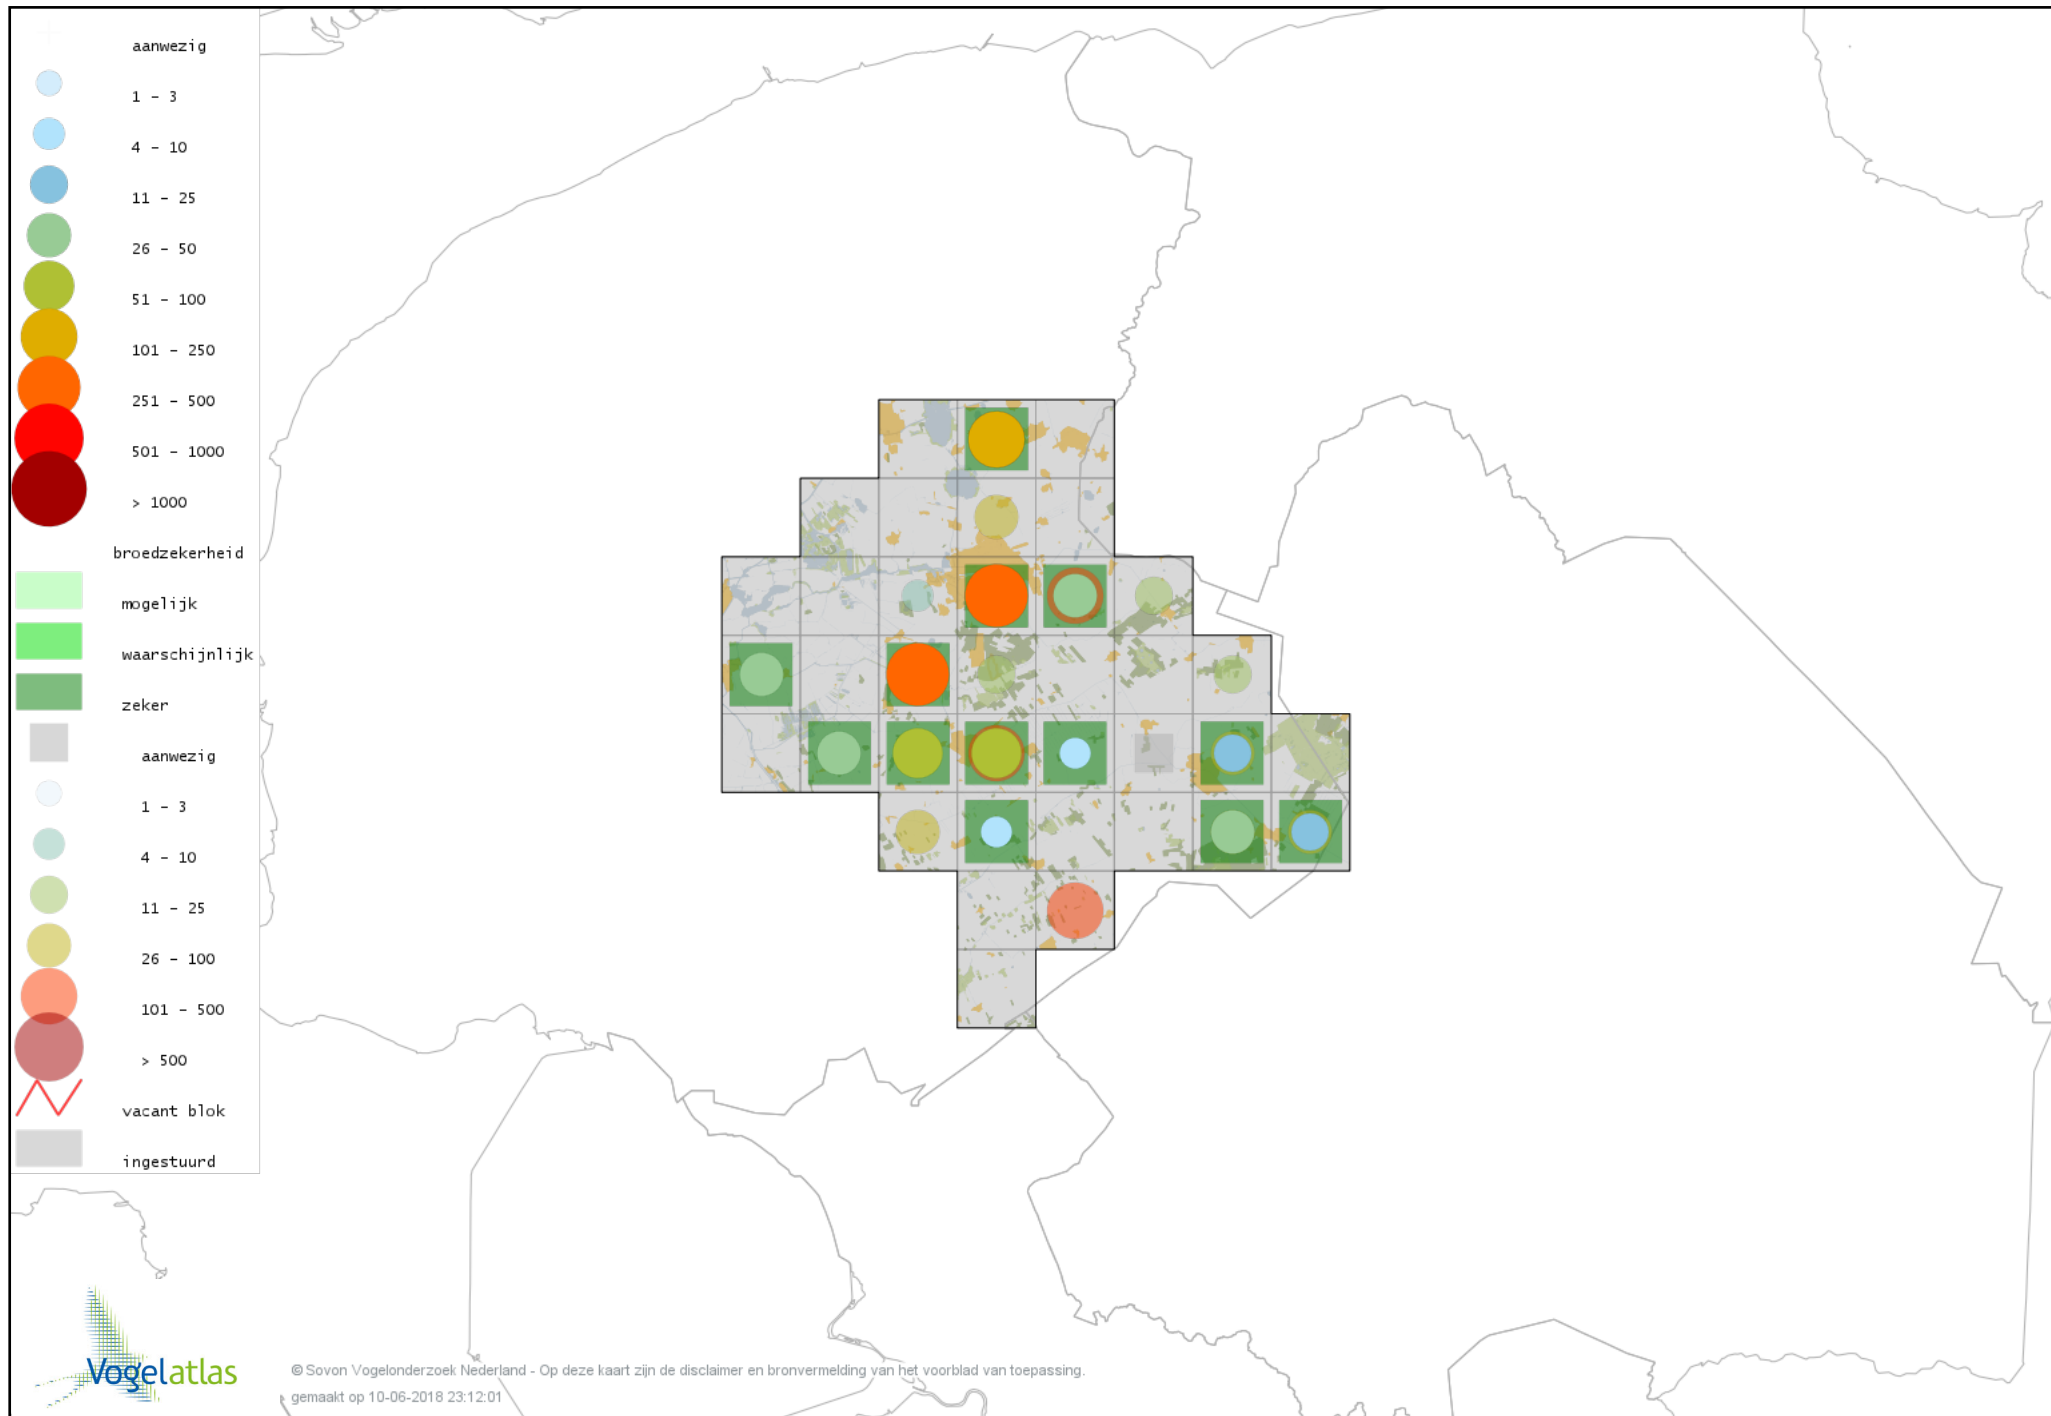 aanwezig
1 - 3
4 - 10
11 - 25
26 - 50
51 - 100
101 - 250
251 - 500
501 - 1000
> 1000
broedzekerheid
mogelijk
waarschijnlijk
zeker
aanwezig
1 - 3
4 - 10
11 - 25
26 - 100
101 - 500
> 500
vacant blok
ingestuurd
Vogelatlas
© Sovon Vogelonderzoek Nederland - Op deze kaart zijn de disclaimer en bronvermelding van het voorblad van toepassing.
gemaakt op 10-06-2018 23:12:01